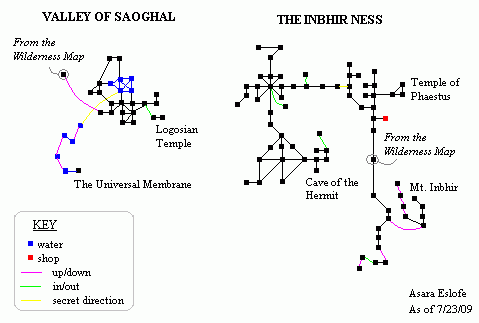 VALLEY OF SAOGHAL
THE INBHIR NESS
From the
Wilderness Map
Logosian
Temple
The Universal Membrane
Temple of
Phaestus
From the
Wilderness Map
Cave of the
Hermit
Mt. Inbhir
KEY
water
shop
up/down
in/out
secret direction
Asara Eslofe
As of 7/23/09